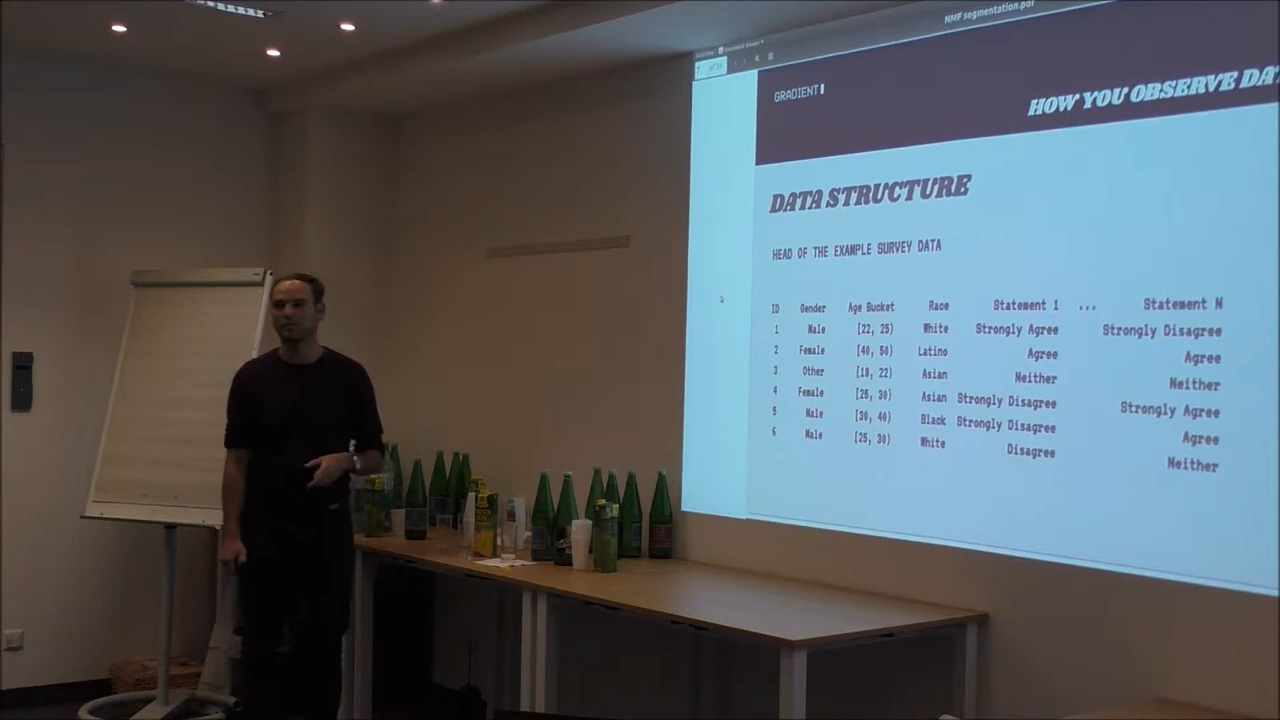 NMF segmentation.pdf
GRADIENT
HOW YOU OBSERVE DA
DATA STRUCTURE
HEAD OF THE EXAMPLE SURVEY DATA
ID Gender Age Bucket Race Statement 1 ... Statement N
1 Male [22, 25) White Strongly Agree Strongly Disagree
2 Female [40, 50) Latino Agree Agree
3 Other [18, 22) Asian Neither Neither
4 Female [25, 30) Asian Strongly Disagree Strongly Agree
5 Male [30, 40) Black Strongly Disagree Agree
6 Male [25, 30) White Disagree Neither